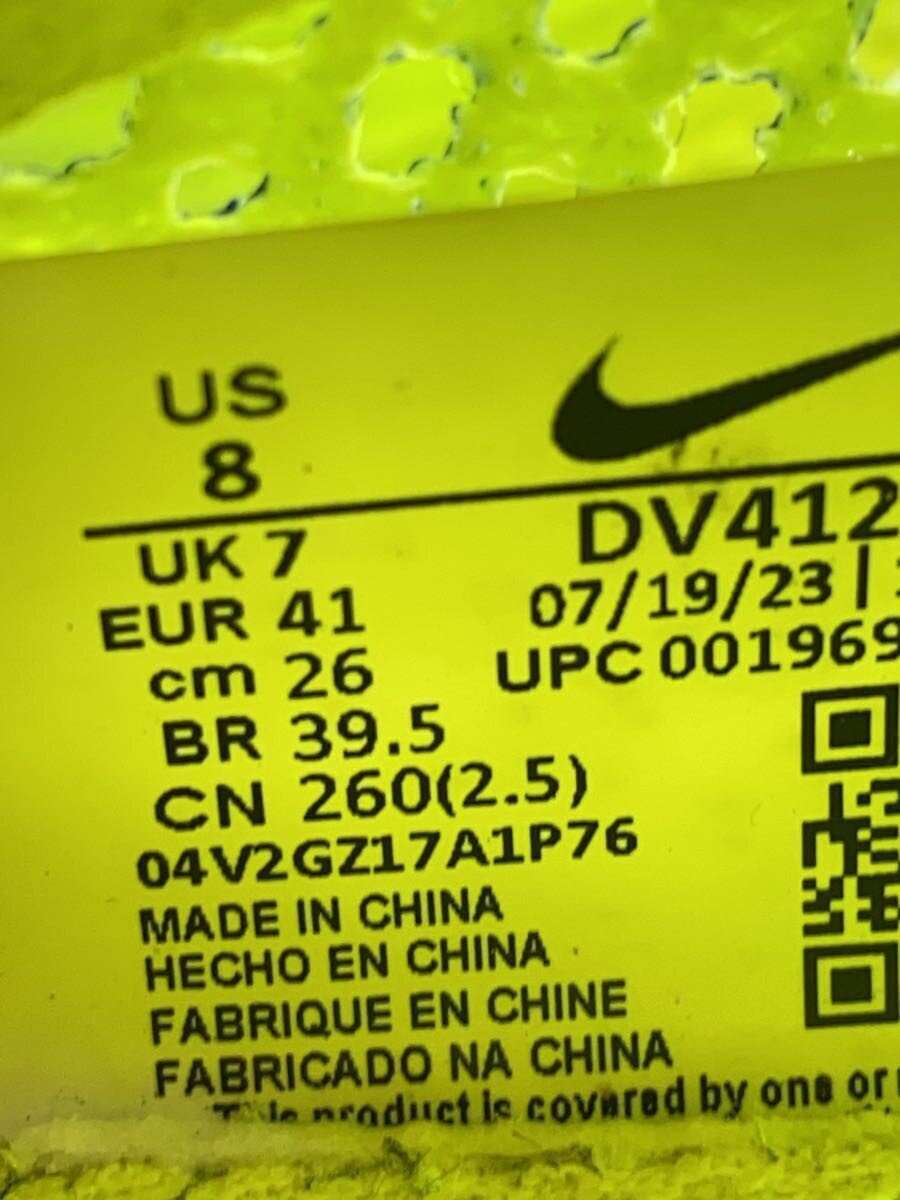 US
8
UK 7
EUR 41
cm 26
BR 39.5
CN 260(2.5)
04V2GZ17A1P76
MADE IN CHINA
HECHO EN CHINA
FABRIQUE EN CHINE
FABRICADO NA CHINA
This product is covered by one or
DV412
07/19/23 |
UPC 001969